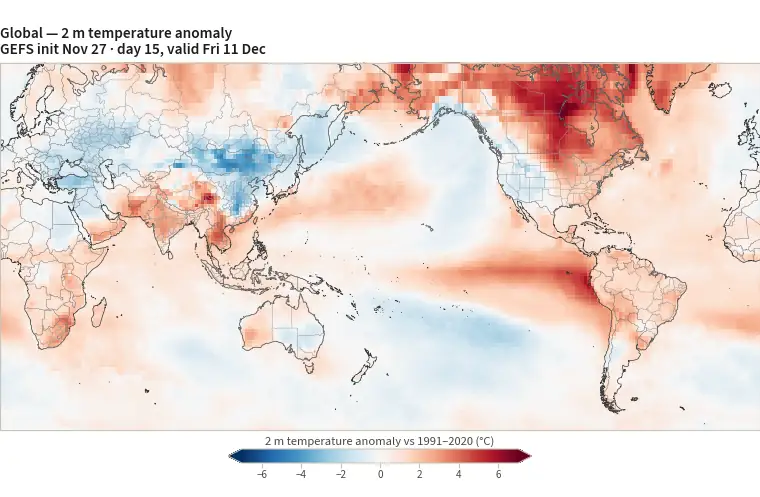 Global — 2 m temperature anomaly
GEFS init Nov 27 · day 15, valid Fri 11 Dec
2 m temperature anomaly vs 1991–2020 (°C)
−6 −4 −2 0 2 4 6